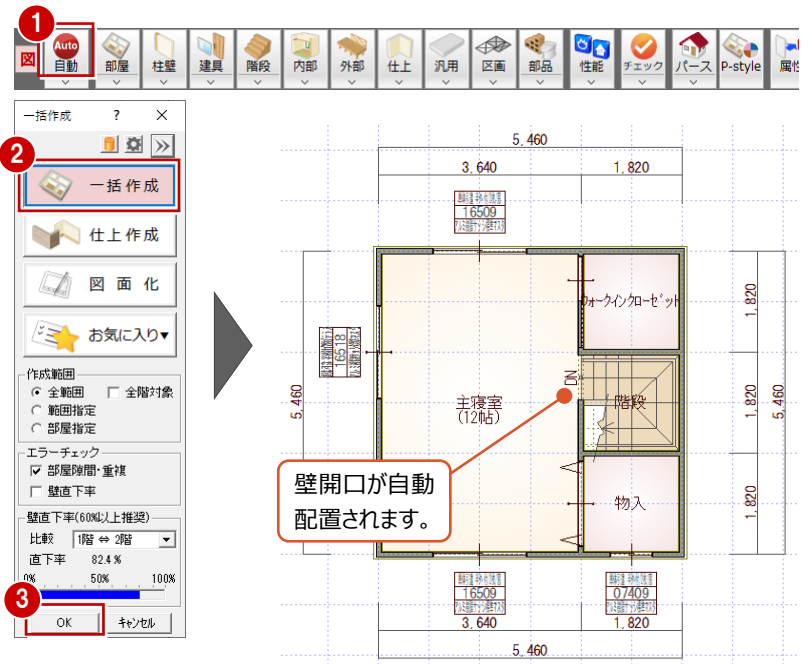 1
図
Auto
自動
部屋
柱壁
建具
階段
内部
外部
仕上
汎用
区画
部品
性能
チェック
パース
P-style
属性
一括作成 ? ×
2
一括作成
仕上作成
図面化
お気に入り▼
作成範囲
全範囲 全階対象
範囲指定
部屋指定
エラーチェック
部屋隙間・重複
壁直下率
壁直下率(60%以上推奨)
比較 1階 ⇔ 2階
直下率 82.4 %
0% 50% 100%
3
OK キャンセル
5,460
3,640 1,820
16509
ウォークインクローゼット
1,820
16518
DN
主寝室
(12帖)
階段
5,460
1,820
5,460
壁開口が自動
配置されます。
物入
1,820
16509
07409
3,640 1,820
5,460